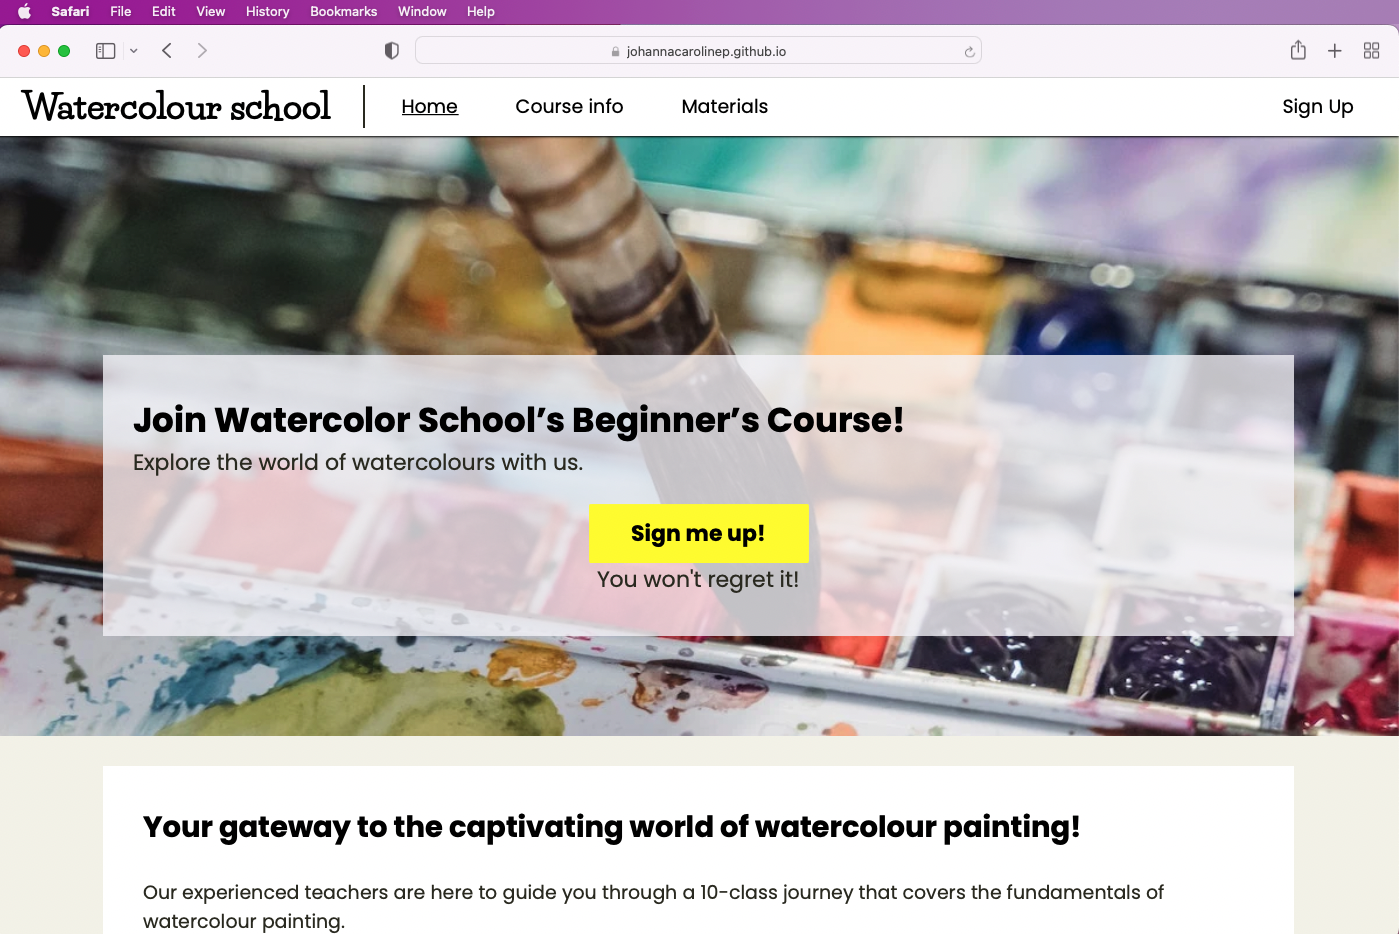 Safari File Edit View History Bookmarks Window Help
johannacarolinep.github.io
Watercolour school Home Course info Materials Sign Up
Join Watercolor School’s Beginner’s Course!
Explore the world of watercolours with us.
Sign me up!
You won't regret it!
Your gateway to the captivating world of watercolour painting!
Our experienced teachers are here to guide you through a 10-class journey that covers the fundamentals of
watercolour painting.